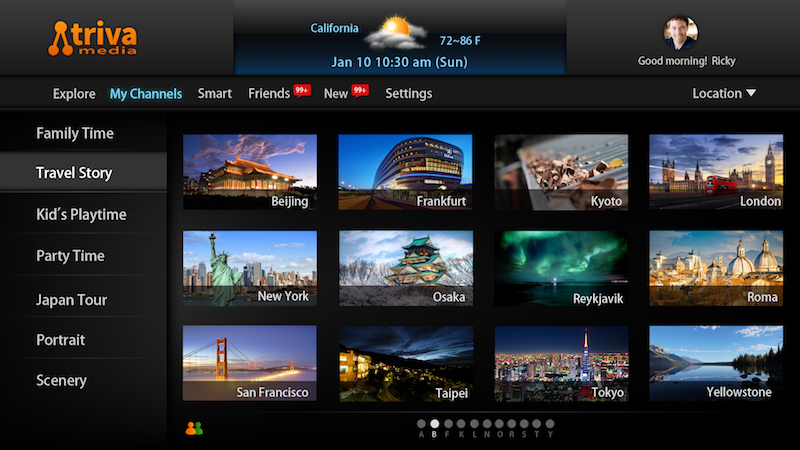 triva
media
California
72~86 F
Jan 10 10:30 am (Sun)
Good morning! Ricky
Explore My Channels Smart Friends 99+ New 99+ Settings Location
Family Time
Travel Story
Kid's Playtime
Party Time
Japan Tour
Portrait
Scenery
Beijing Frankfurt Kyoto London
New York Osaka Reykjavik Roma
San Francisco Taipei Tokyo Yellowstone
A B F K L N O R S T Y